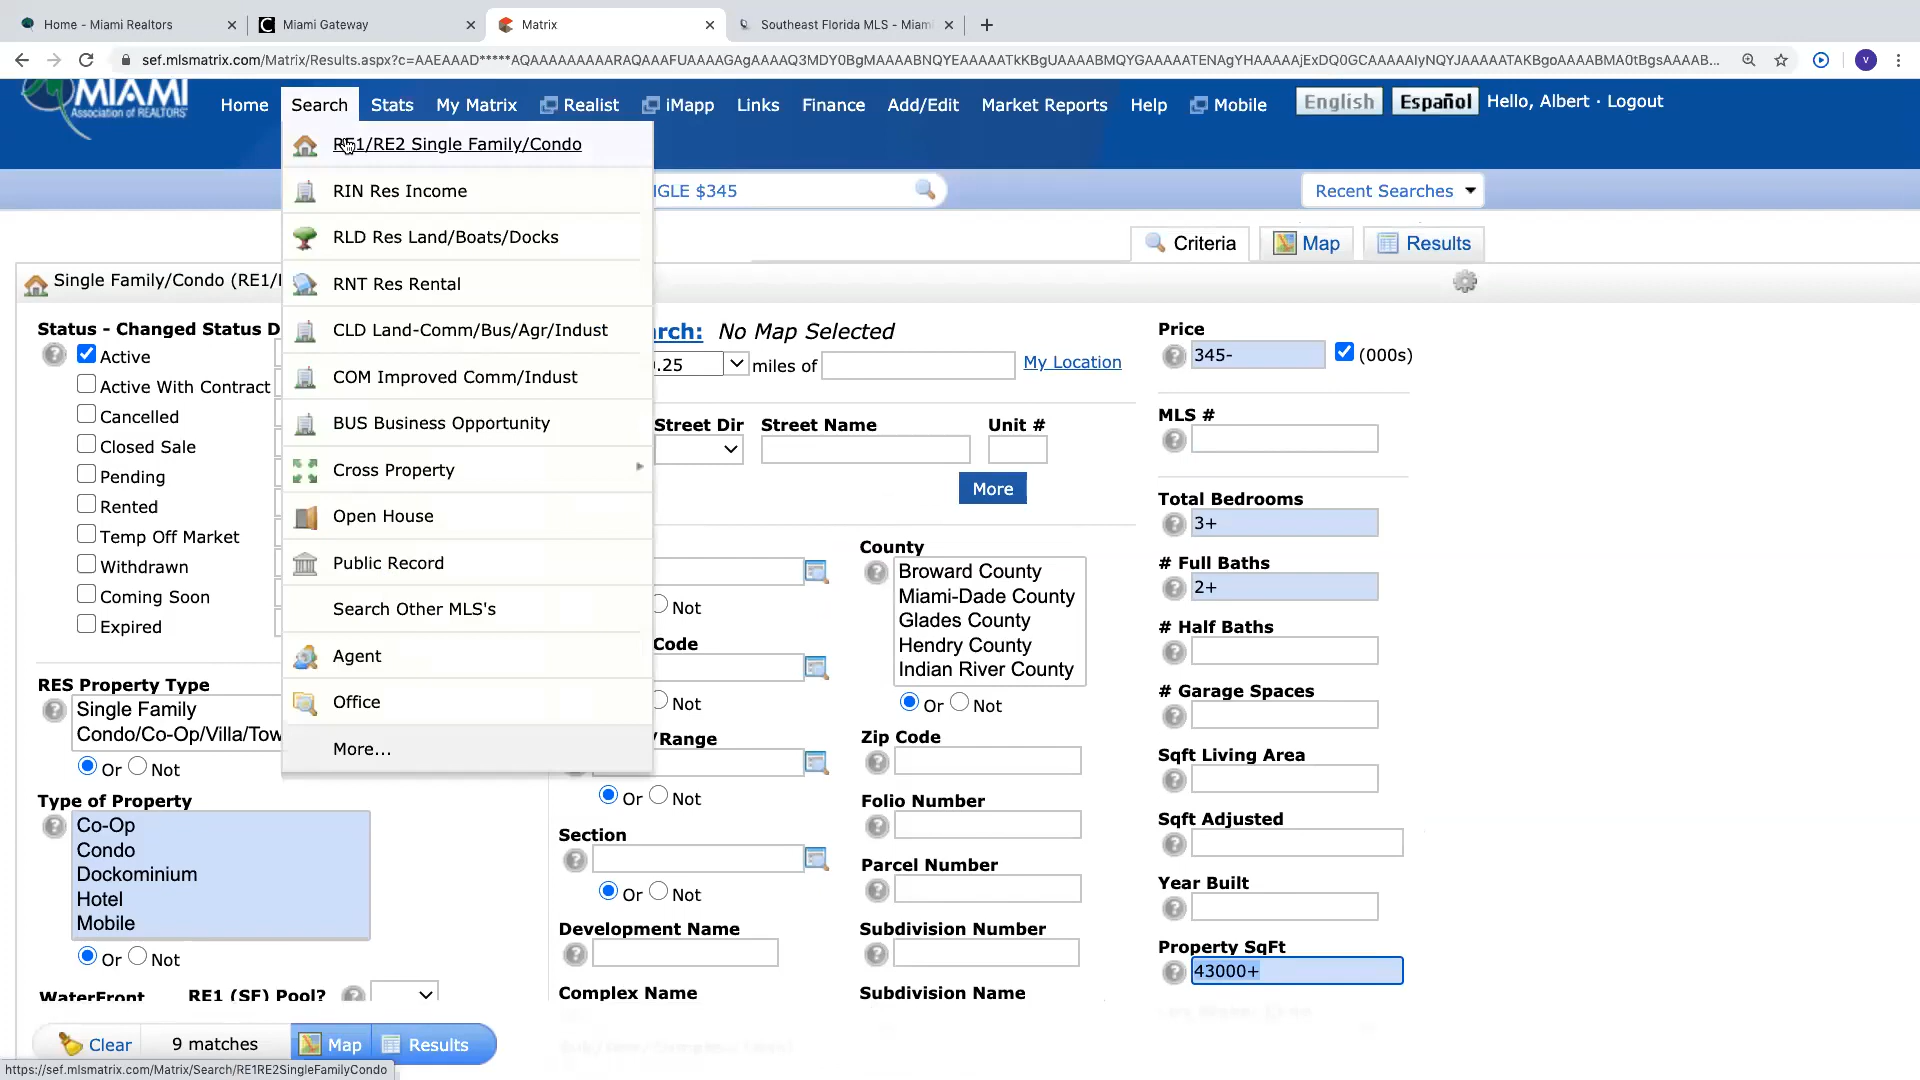 Home - Miami Realtors
Miami Gateway
Matrix
Southeast Florida MLS - Miami
sef.mlsmatrix.com/Matrix/Results.aspx?c=AAEAAAD*****AQAAAAAAAAARAQAAAFUAAAAGAgAAAAQ3MDY0BgMAAAABNQYEAAAAATkKBgUAAAABMQYGAAAAATENAgYHAAAAAjExDQ0GCAAAAAIyNQYJAAAAATAKBgoAAAABMA0tBgsAAAAB...
MIAMI
Association of REALTORS®
Home Search Stats My Matrix Realist iMapp Links Finance Add/Edit Market Reports Help Mobile English Español Hello, Albert · Logout
NGLE $345
Recent Searches
Criteria Map Results
Single Family/Condo (RE1/
RE1/RE2 Single Family/Condo
RIN Res Income
RLD Res Land/Boats/Docks
RNT Res Rental
CLD Land-Comm/Bus/Agr/Indust
COM Improved Comm/Indust
BUS Business Opportunity
Cross Property
Open House
Public Record
Search Other MLS's
Agent
Office
More...
Status - Changed Status D
Active
Active With Contract
Cancelled
Closed Sale
Pending
Rented
Temp Off Market
Withdrawn
Coming Soon
Expired
RES Property Type
Single Family
Condo/Co-Op/Villa/Tow
Or Not
Type of Property
Co-Op
Condo
Dockominium
Hotel
Mobile
Or Not
WaterFront RE1 (SF) Pool?
rch: No Map Selected
.25 miles of My Location
Street Dir Street Name Unit #
More
Not
Code
Not
/Range
Or Not
Section
Or Not
Development Name
Complex Name
County
Broward County
Miami-Dade County
Glades County
Hendry County
Indian River County
Or Not
Zip Code
Folio Number
Parcel Number
Subdivision Number
Subdivision Name
Price
345- (000s)
MLS #
Total Bedrooms
3+
# Full Baths
2+
# Half Baths
# Garage Spaces
Sqft Living Area
Sqft Adjusted
Year Built
Property SqFt
43000+
Clear 9 matches Map Results
https://sef.mlsmatrix.com/Matrix/Search/RE1RE2SingleFamilyCondo